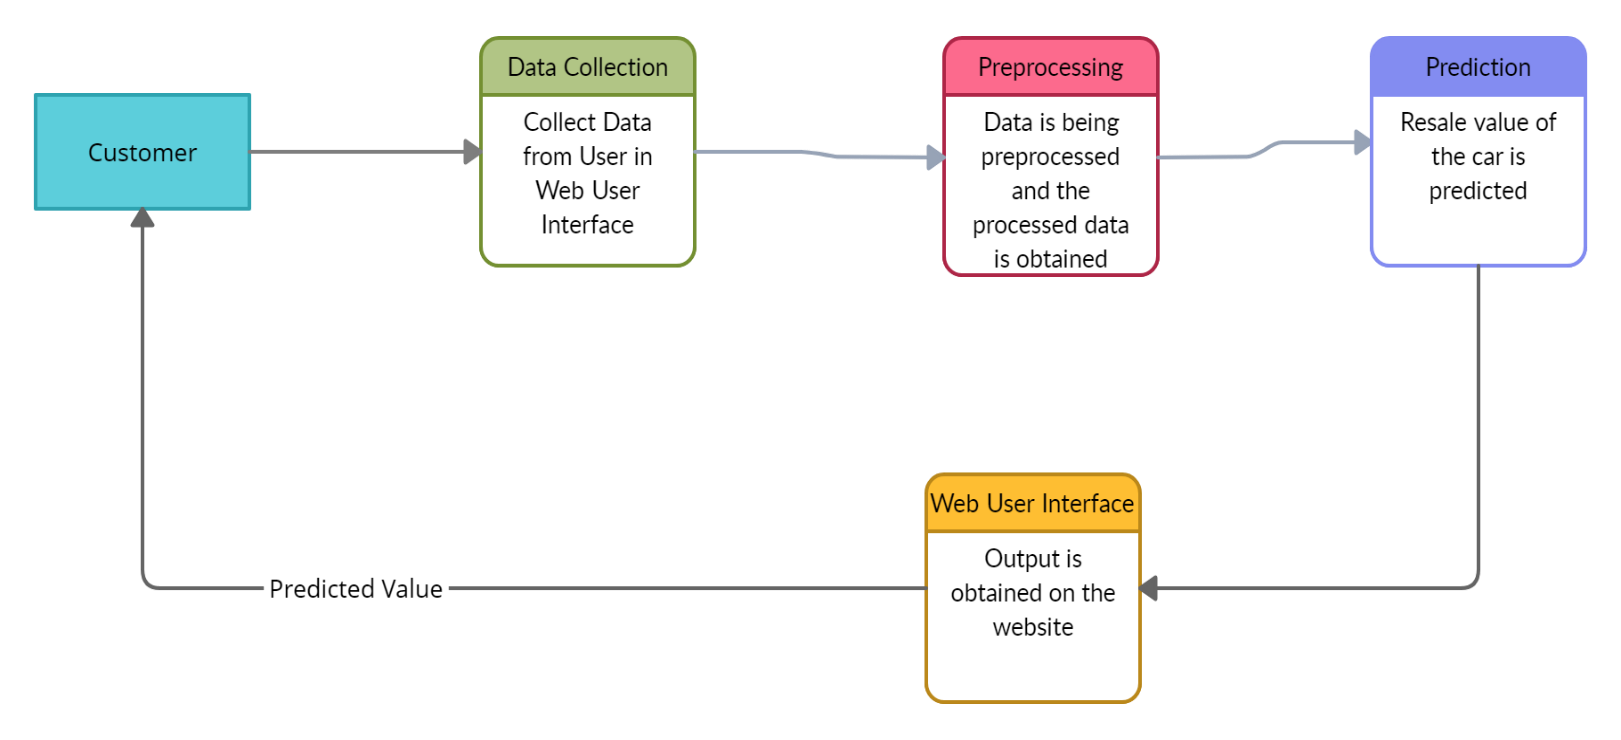 Customer
Data Collection
Collect Data
from User in
Web User
Interface
Preprocessing
Data is being
preprocessed
and the
processed data
is obtained
Prediction
Resale value of
the car is
predicted
Web User Interface
Output is
obtained on the
website
Predicted Value